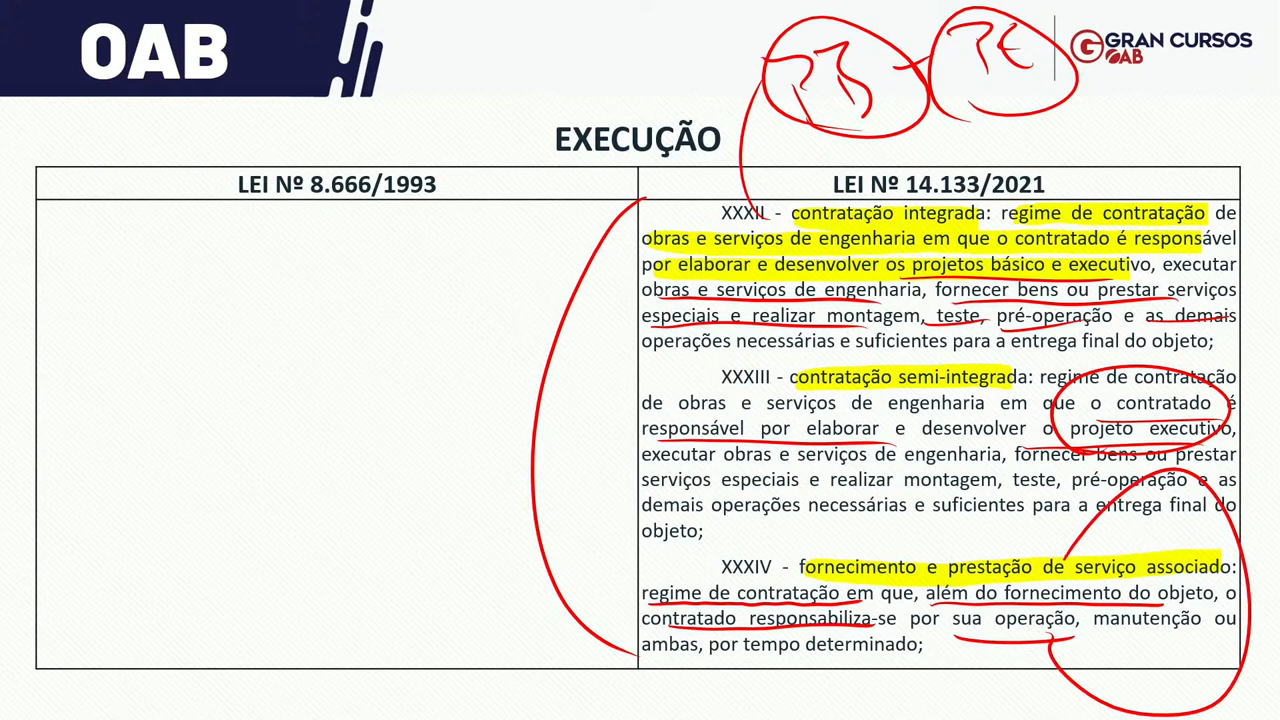 OAB
PB + PE
GRAN CURSOS
OAB
EXECUÇÃO
LEI Nº 8.666/1993
LEI Nº 14.133/2021
XXXII - contratação integrada: regime de contratação de
obras e serviços de engenharia em que o contratado é responsável
por elaborar e desenvolver os projetos básico e executivo, executar
obras e serviços de engenharia, fornecer bens ou prestar serviços
especiais e realizar montagem, teste, pré-operação e as demais
operações necessárias e suficientes para a entrega final do objeto;
XXXIII - contratação semi-integrada: regime de contratação
de obras e serviços de engenharia em que o contratado é
responsável por elaborar e desenvolver o projeto executivo,
executar obras e serviços de engenharia, fornecer bens ou prestar
serviços especiais e realizar montagem, teste, pré-operação e as
demais operações necessárias e suficientes para a entrega final do
objeto;
XXXIV - fornecimento e prestação de serviço associado:
regime de contratação em que, além do fornecimento do objeto, o
contratado responsabiliza-se por sua operação, manutenção ou
ambas, por tempo determinado;